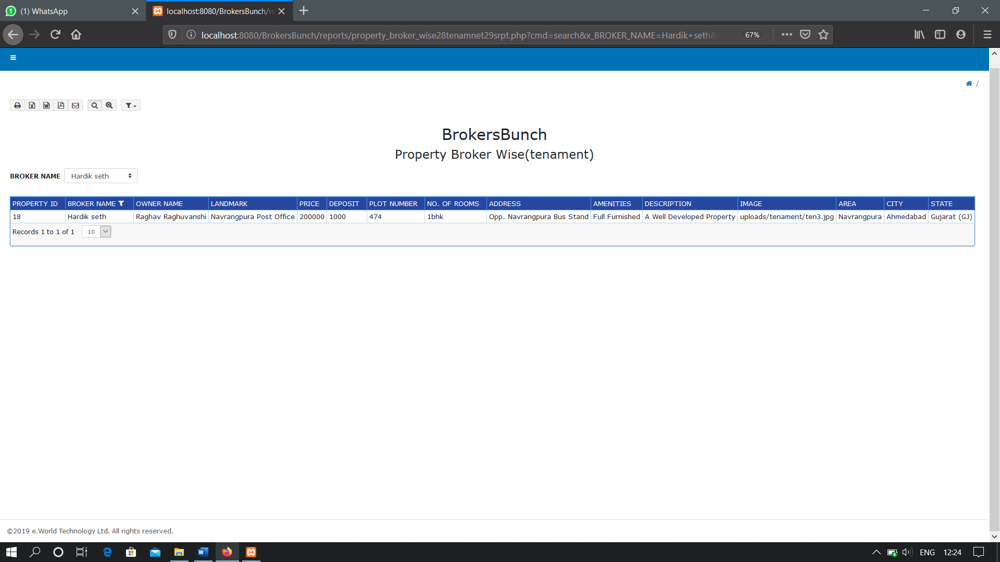 (1) WhatsApp
localhost:8080/BrokersBunch/re
localhost:8080/BrokersBunch/reports/property_broker_wise28tenamnet29srpt.php?cmd=search&x_BROKER_NAME=Hardik+seth&
67%
/
BrokersBunch
Property Broker Wise(tenament)
BROKER NAME Hardik seth
PROPERTY ID BROKER NAME OWNER NAME LANDMARK PRICE DEPOSIT PLOT NUMBER NO. OF ROOMS ADDRESS AMENITIES DESCRIPTION IMAGE AREA CITY STATE
18 Hardik seth Raghav Raghuvanshi Navrangpura Post Office 200000 1000 474 1bhk Opp. Navrangpura Bus Stand Full Furnished A Well Developed Property uploads/tenament/ten3.jpg Navrangpura Ahmedabad Gujarat (GJ)
Records 1 to 1 of 1 10
©2019 e.World Technology Ltd. All rights reserved.
ENG 12:24